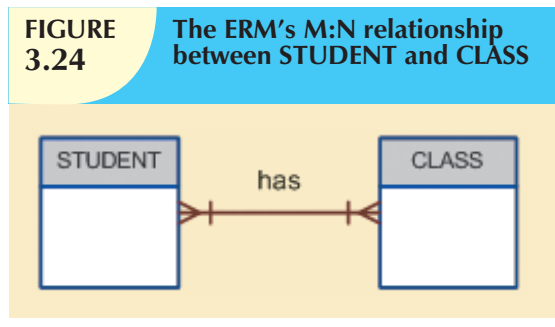 FIGURE
3.24
The ERM's M:N relationship
between STUDENT and CLASS
STUDENT
has
CLASS